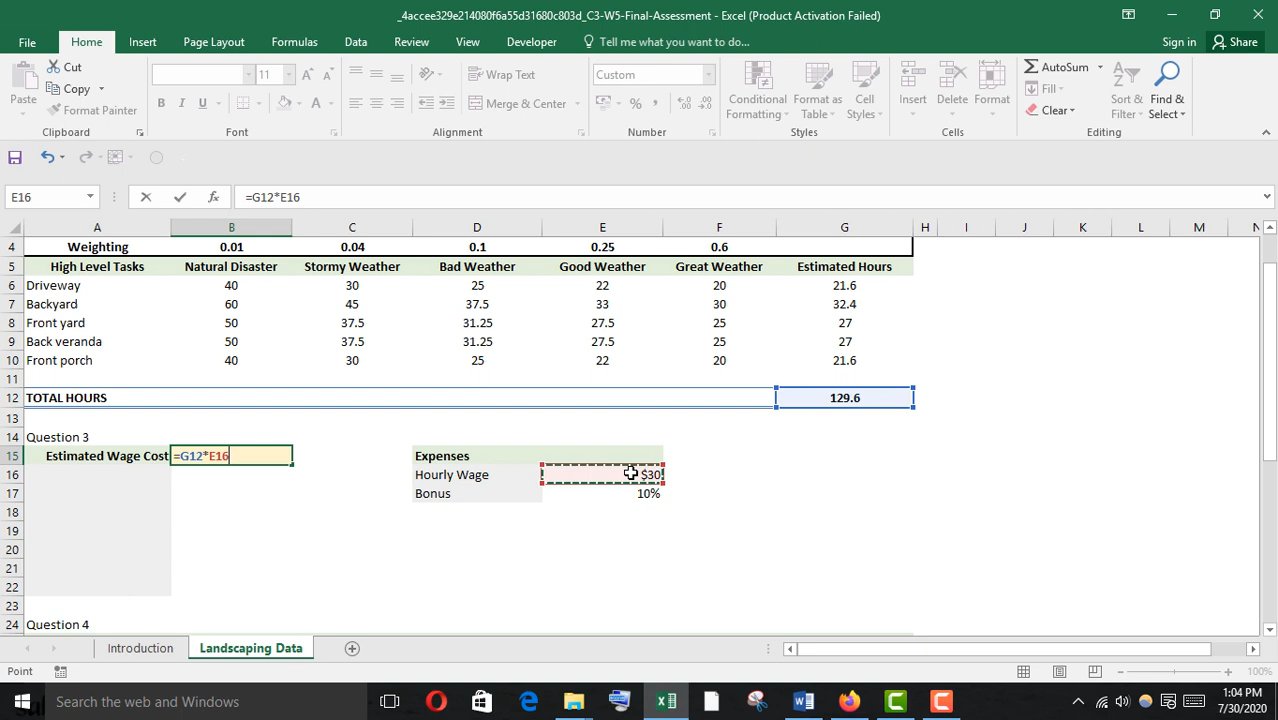 _4accee329e214080f6a55d31680c803d_C3-W5-Final-Assessment - Excel (Product Activation Failed)
File Home Insert Page Layout Formulas Data Review View Developer Tell me what you want to do... Sign in Share
Paste Cut Copy Format Painter
11
Wrap Text Merge & Center
Custom
Conditional Formatting Format as Table Cell Styles
Insert Delete Format
AutoSum Fill Clear Sort & Filter Find & Select
Clipboard Font Alignment Number Styles Cells Editing
E16 fx =G12*E16
A B C D E F G H I J K L M N
4 Weighting 0.01 0.04 0.1 0.25 0.6
5 High Level Tasks Natural Disaster Stormy Weather Bad Weather Good Weather Great Weather Estimated Hours
6 Driveway 40 30 25 22 20 21.6
7 Backyard 60 45 37.5 33 30 32.4
8 Front yard 50 37.5 31.25 27.5 25 27
9 Back veranda 50 37.5 31.25 27.5 25 27
10 Front porch 40 30 25 22 20 21.6
11
12 TOTAL HOURS 129.6
13
14 Question 3
15 Estimated Wage Cost =G12*E16 Expenses
16 Hourly Wage $30
17 Bonus 10%
18
19
20
21
22
23
24 Question 4
Introduction Landscaping Data
Point 100%
Search the web and Windows
1:04 PM
7/30/2020